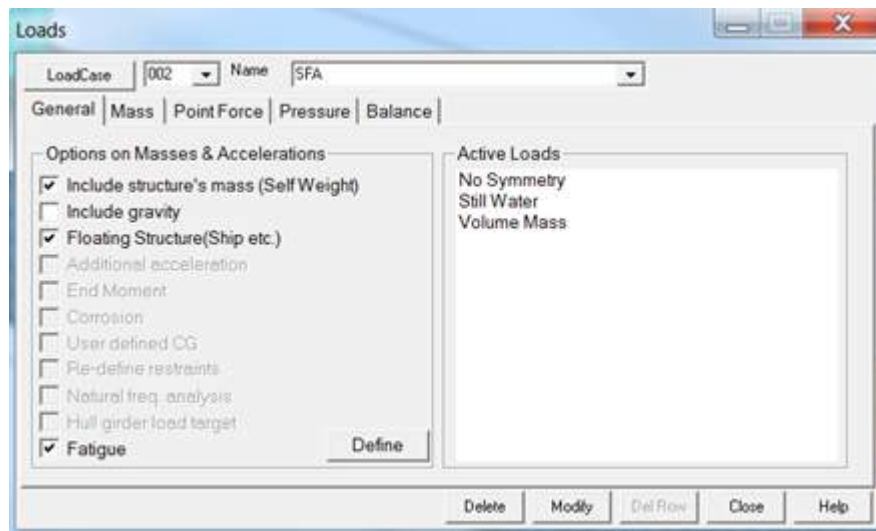 Loads
LoadCase 002 Name SFA
General Mass Point Force Pressure Balance
Options on Masses & Accelerations
Include structure's mass (Self Weight)
Include gravity
Floating Structure(Ship etc.)
Additional acceleration
End Moment
Corrosion
User defined CG
Re-define restraints
Natural freq. analysis
Hull girder load target
Fatigue
Define
Active Loads
No Symmetry
Still Water
Volume Mass
Delete Modify Del Row Close Help